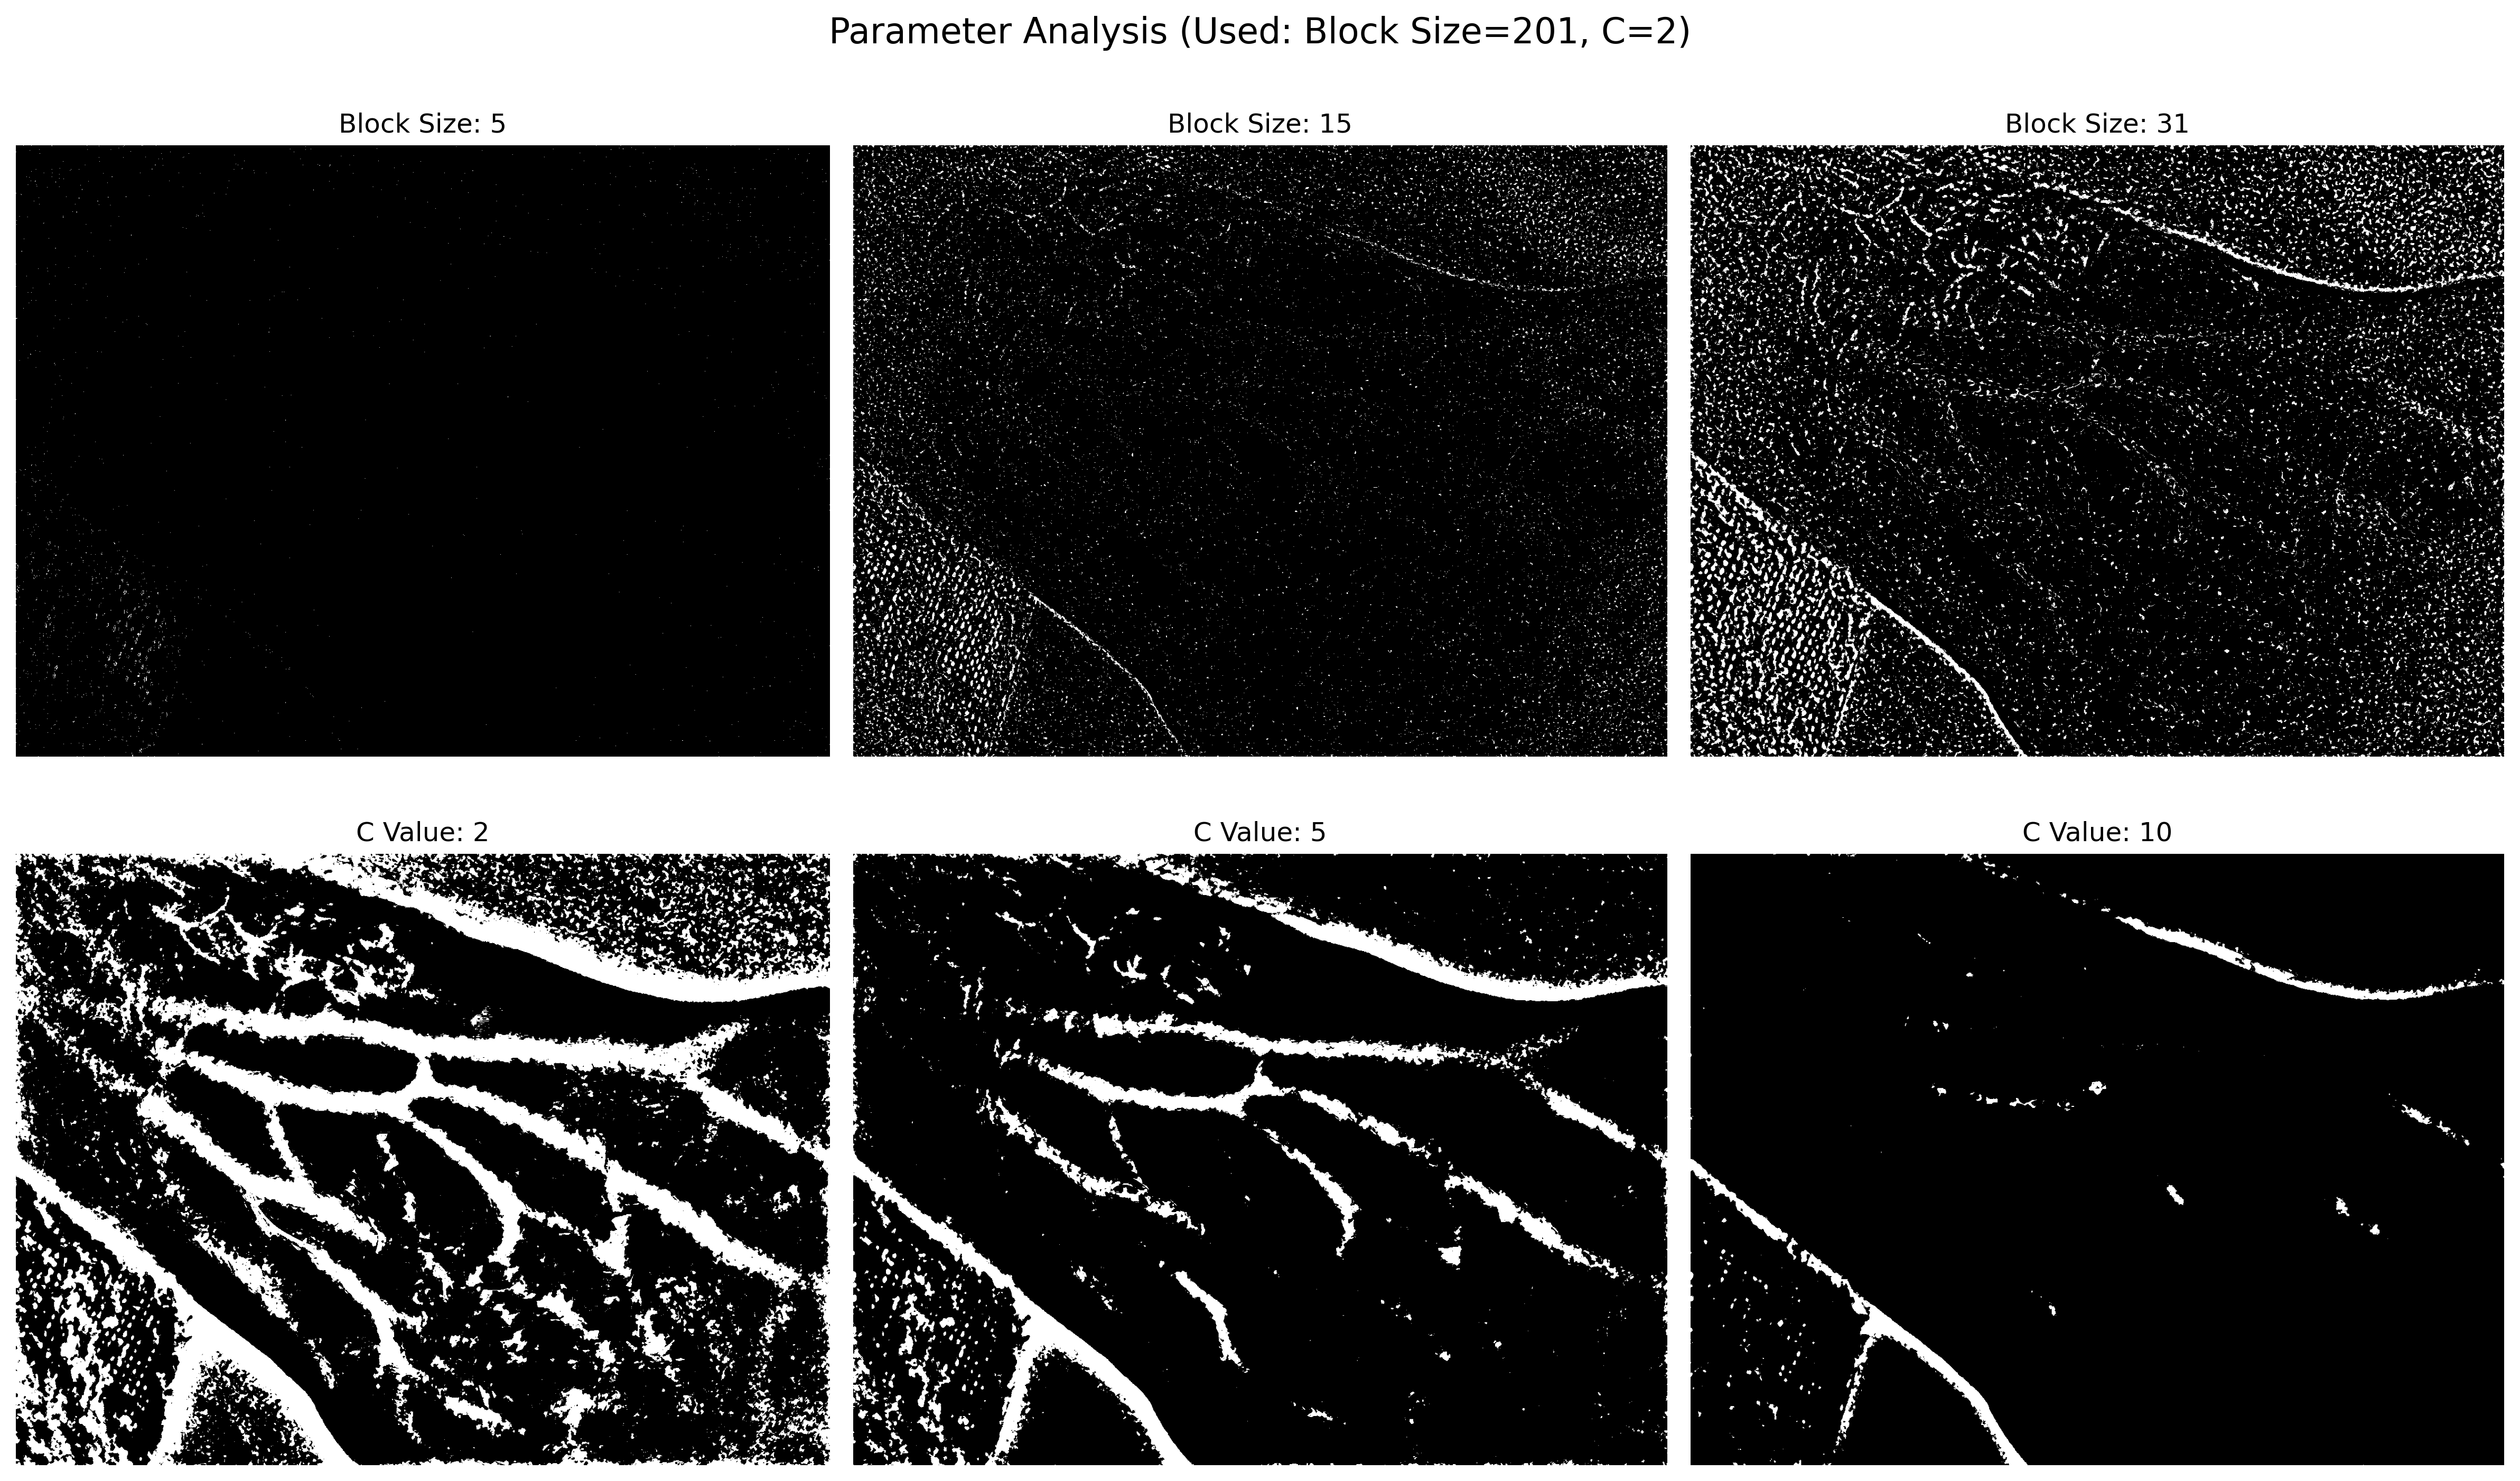 Parameter Analysis (Used: Block Size=201, C=2)
Block Size: 5
Block Size: 15
Block Size: 31
C Value: 2
C Value: 5
C Value: 10